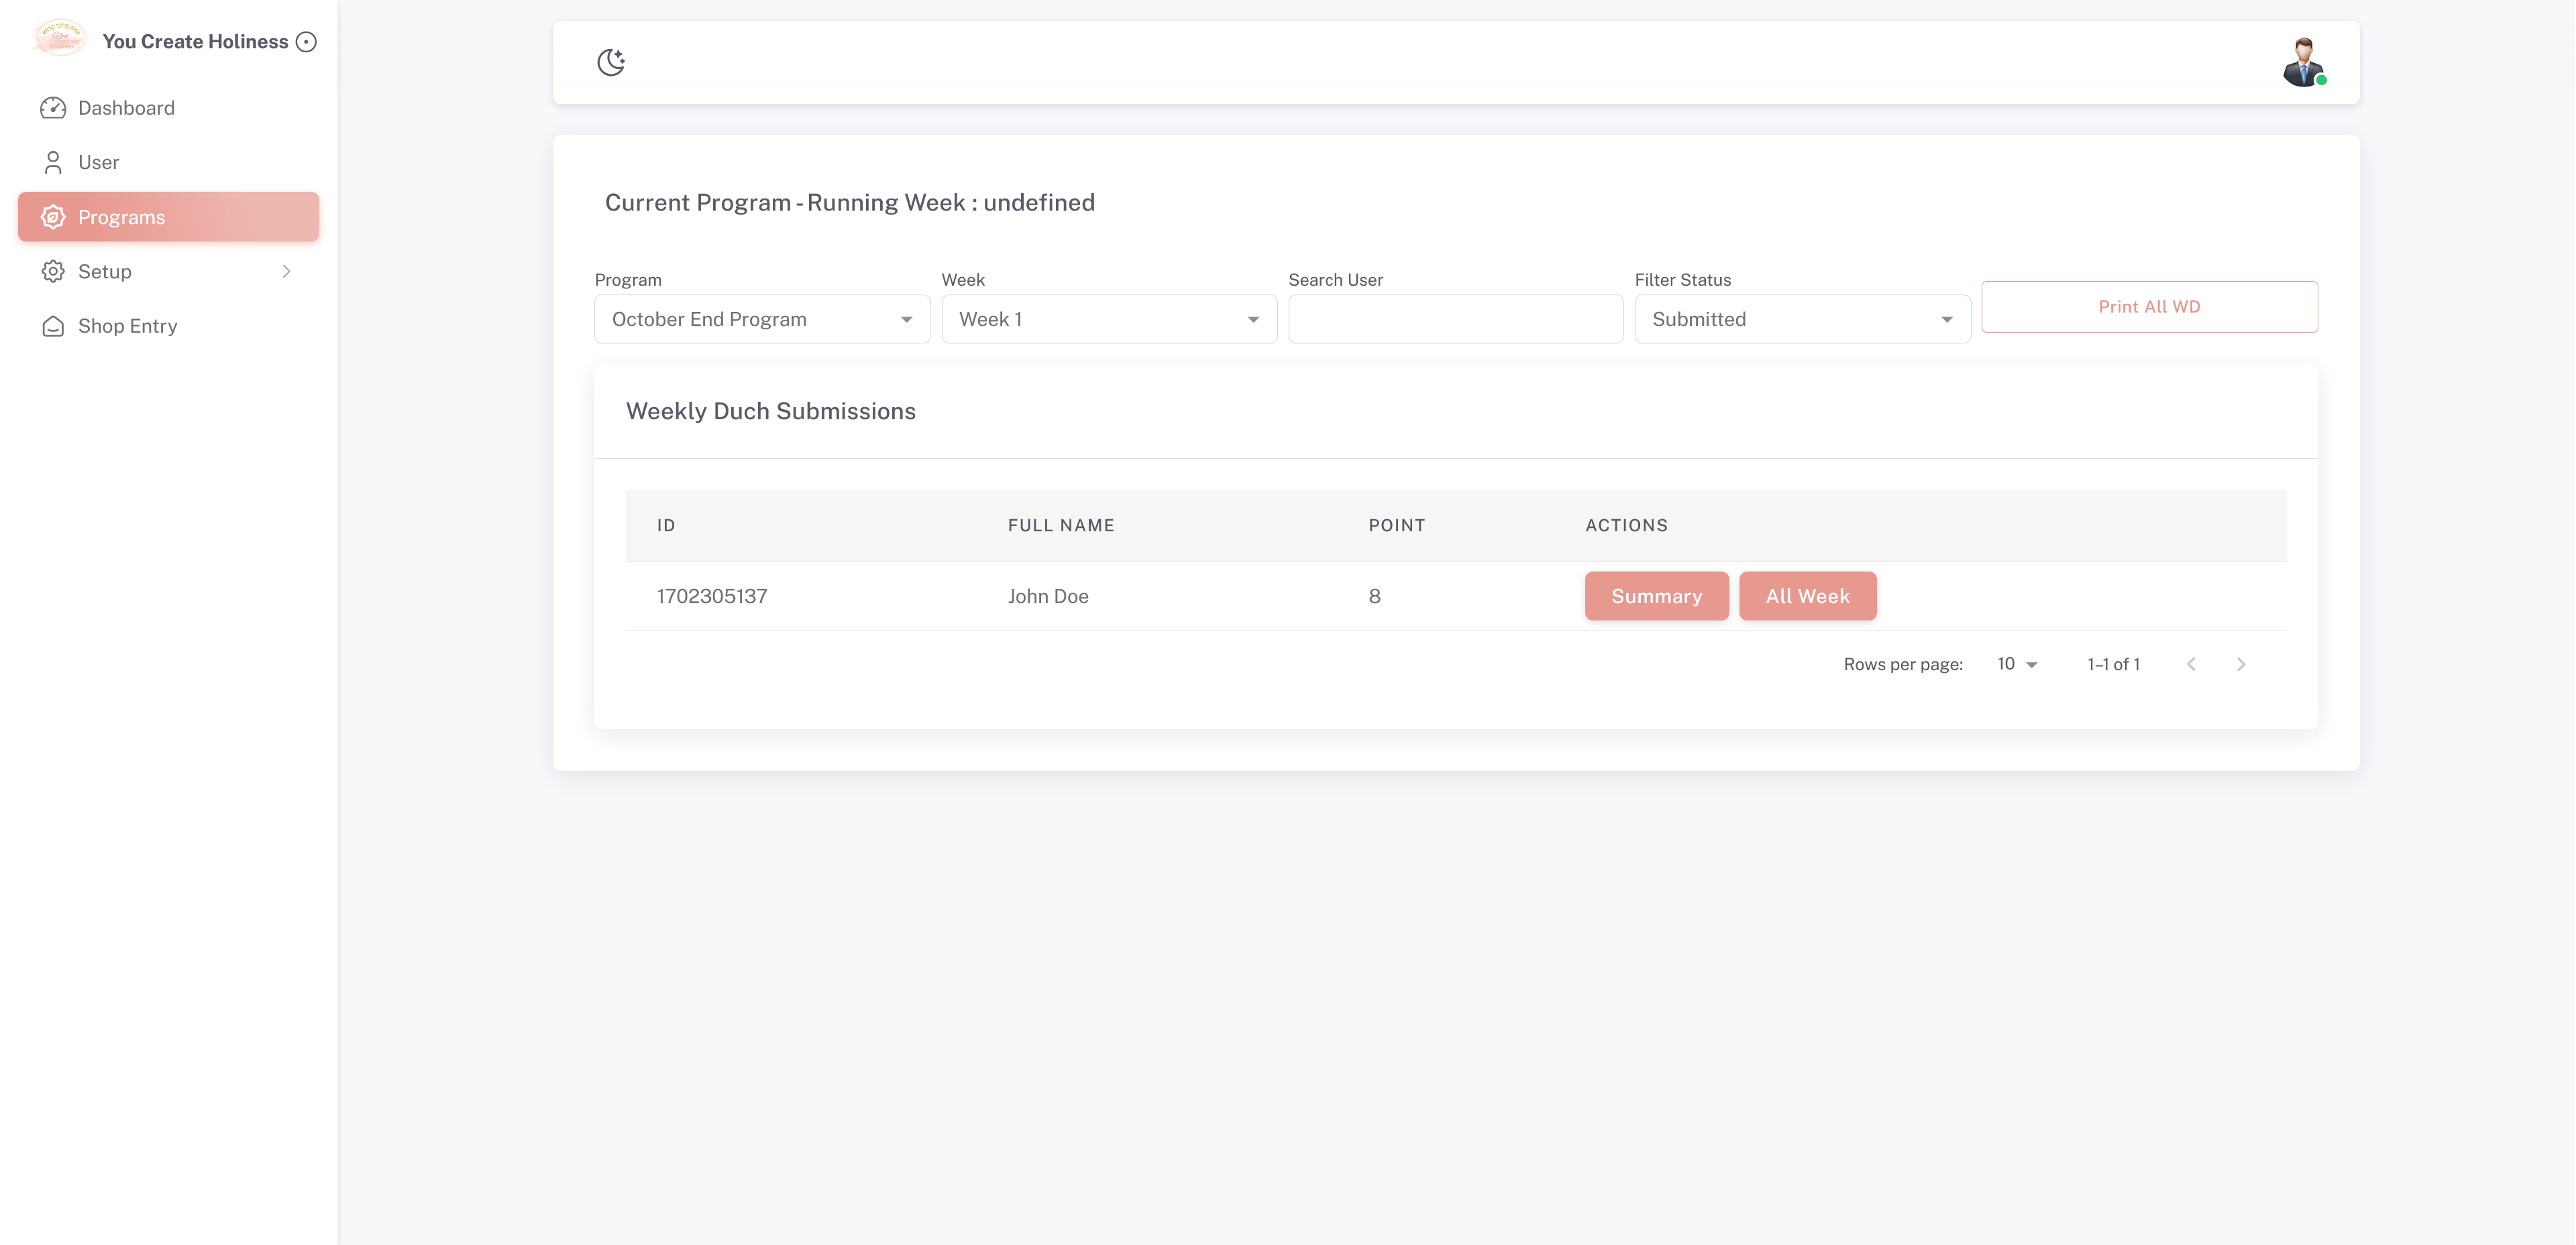 You Create Holiness
Dashboard
User
Programs
Setup
Shop Entry
Current Program - Running Week : undefined
Program
Week
Search User
Filter Status
October End Program
Week 1
Submitted
Print All WD
Weekly Duch Submissions
ID FULL NAME POINT ACTIONS
1702305137 John Doe 8 Summary All Week
Rows per page: 10 1–1 of 1